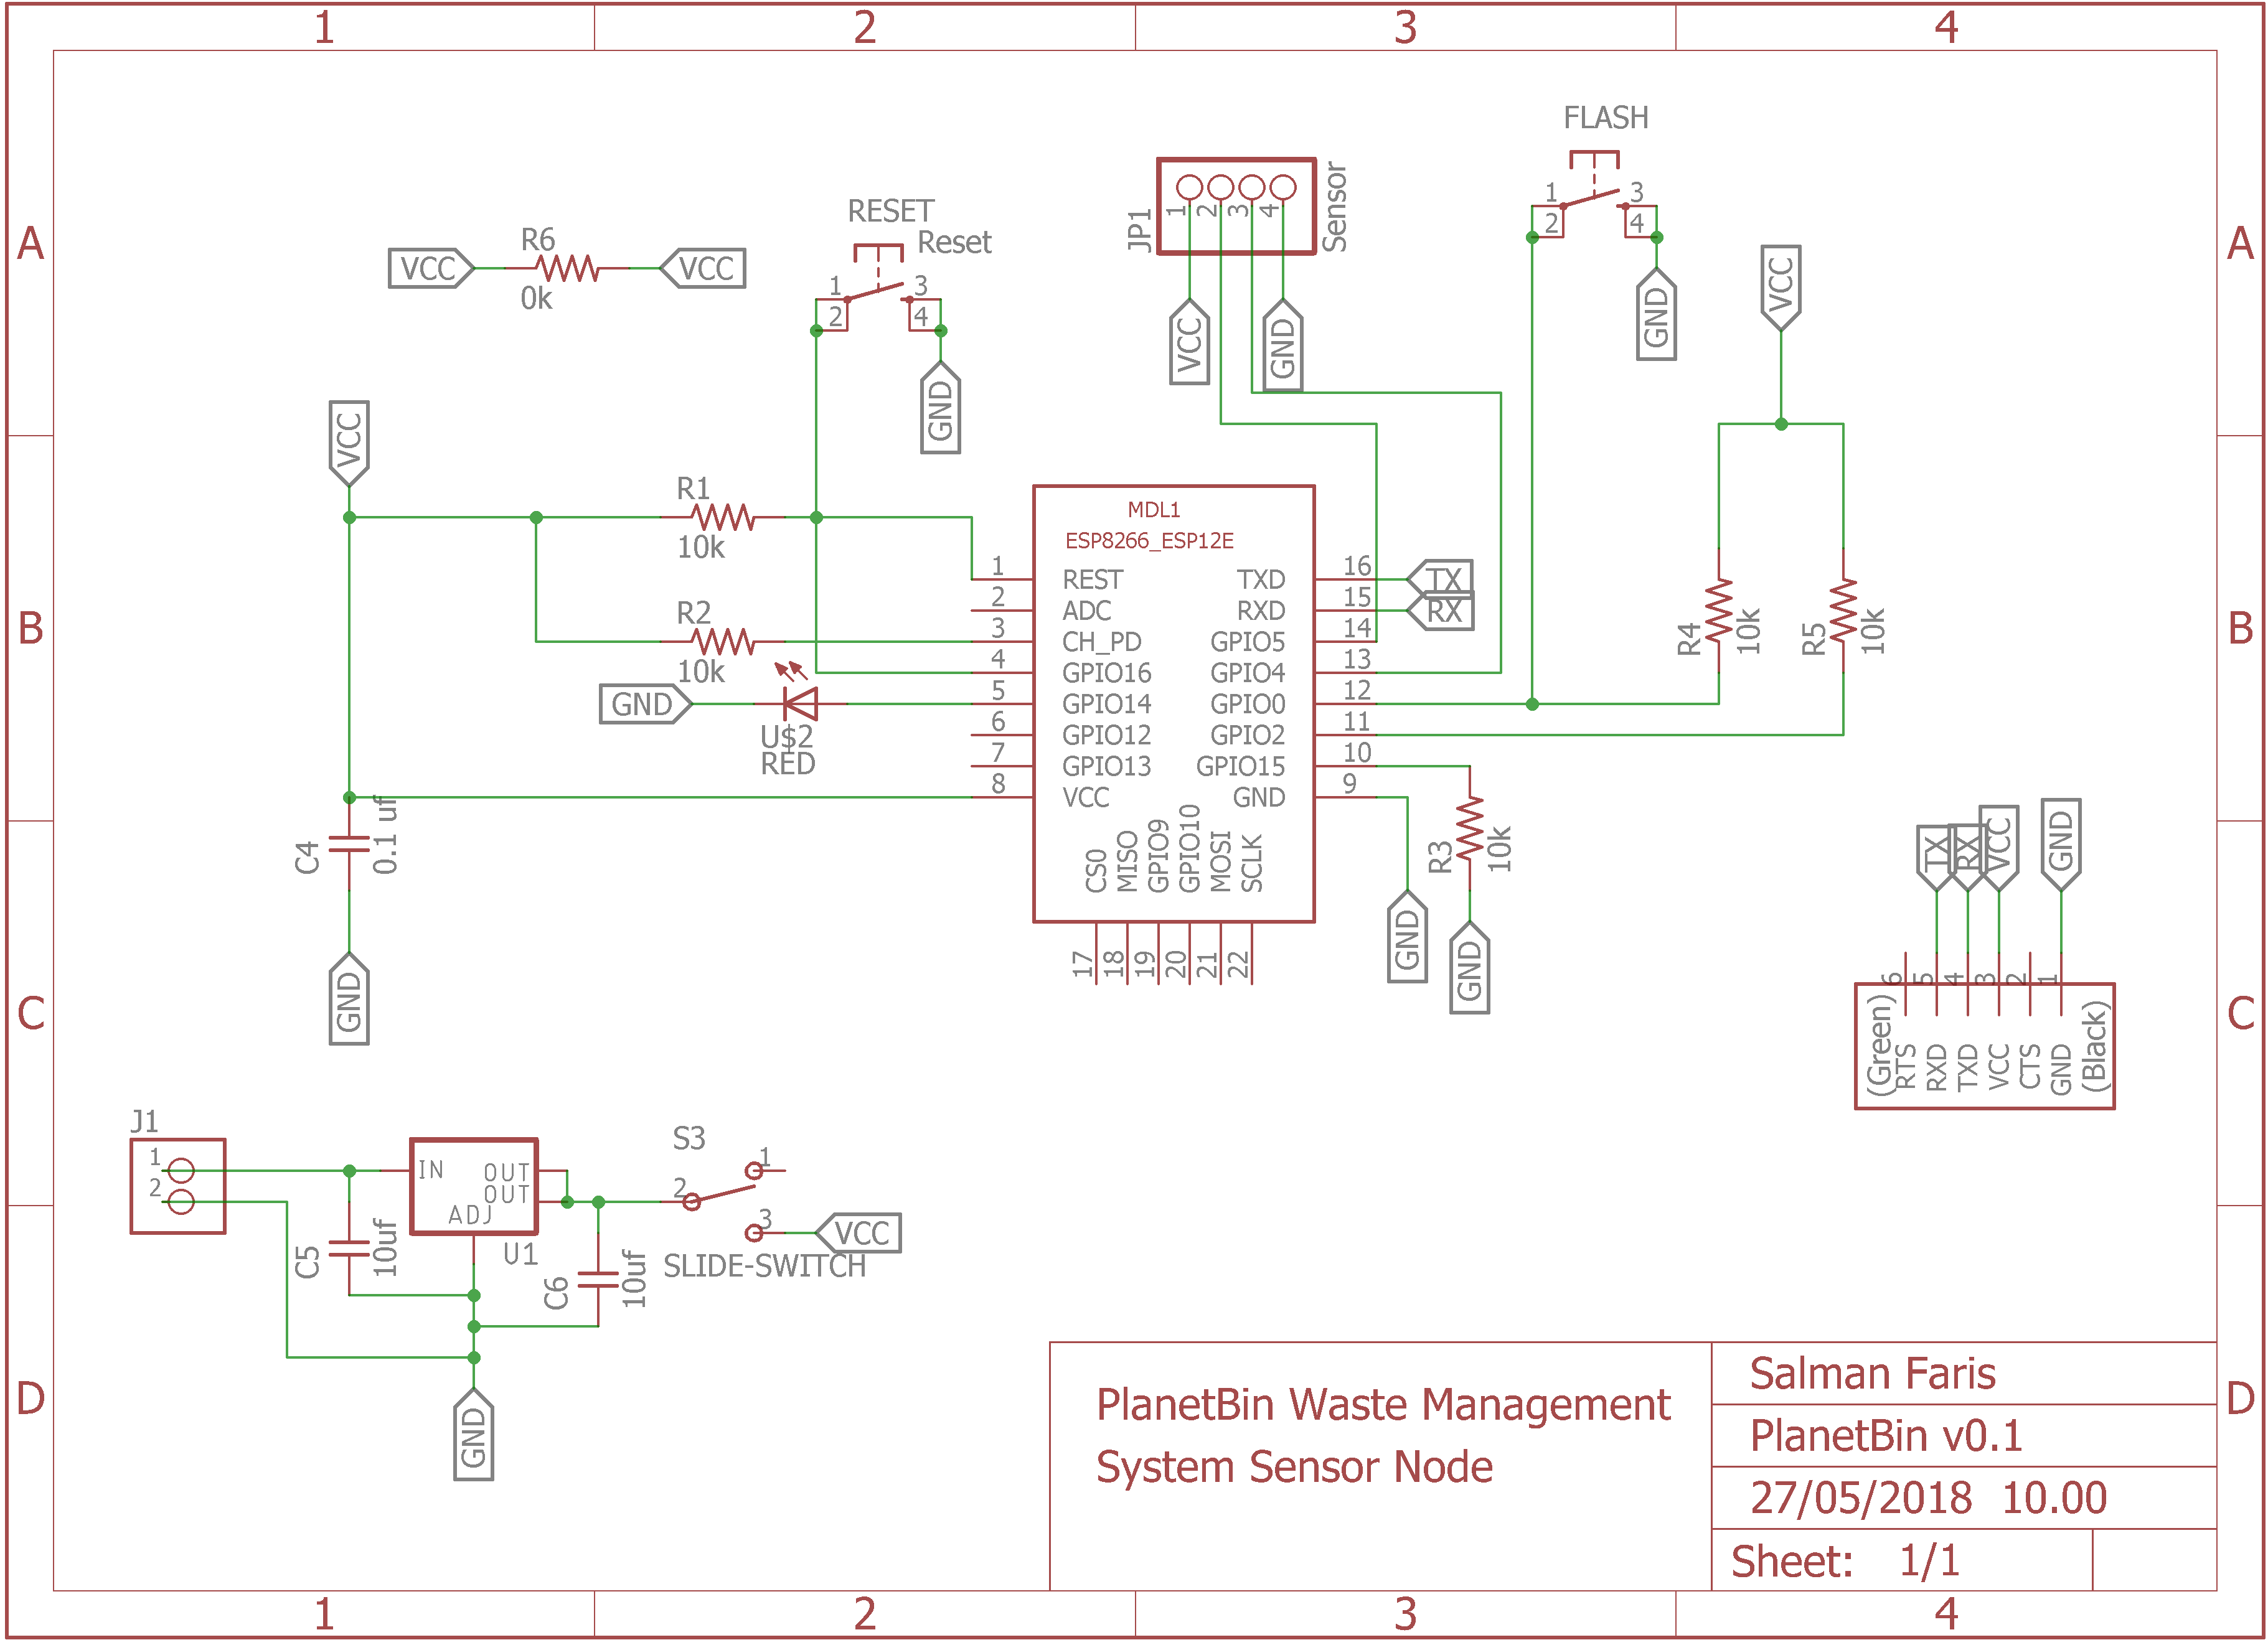 1 2 3 4
A
A
B
B
C
C
D
D
FLASH
1 3
2 4
GND
RESET
Reset
1 3
2 4
GND
JP1
Sensor
1 2 3 4
VCC
GND
R6
VCC VCC
0k
VCC
VCC
R1
10k
R2
10k
GND
U$2
RED
MDL1
ESP8266_ESP12E
1 REST TXD 16 TX
2 ADC RXD 15 RX
3 CH_PD GPIO5 14
4 GPIO16 GPIO4 13
5 GPIO14 GPIO0 12
6 GPIO12 GPIO2 11
7 GPIO13 GPIO15 10
8 VCC GND 9
CS0 MISO GPIO9 GPIO10 MOSI SCLK
17 18 19 20 21 22
R4 10k
R5 10k
R3 10k
GND
GND
C4
0.1 uf
GND
TX RX VCC GND
6 5 4 3 2 1
(Green) RTS RXD TXD VCC CTS GND (Black)
J1
1
2
IN OUT
OUT
ADJ
U1
C5 10uf
C6 10uf
GND
S3
1
2
3
VCC
SLIDE-SWITCH
PlanetBin Waste Management
System Sensor Node
Salman Faris
PlanetBin v0.1
27/05/2018 10.00
Sheet: 1/1
1 2 3 4